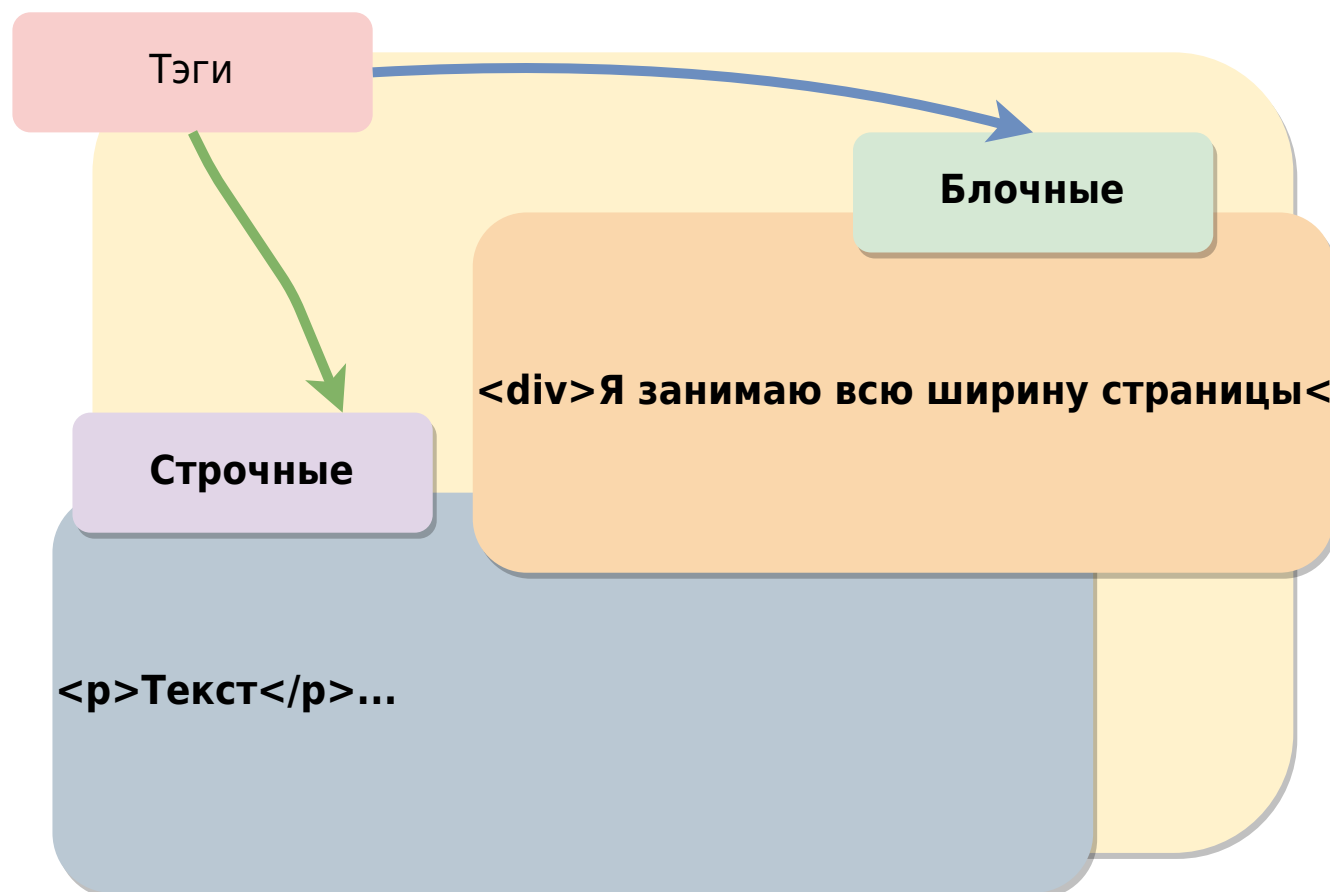 Тэги
Блочные
<div>Я занимаю всю ширину страницы<
Строчные
<p>Текст</p>...